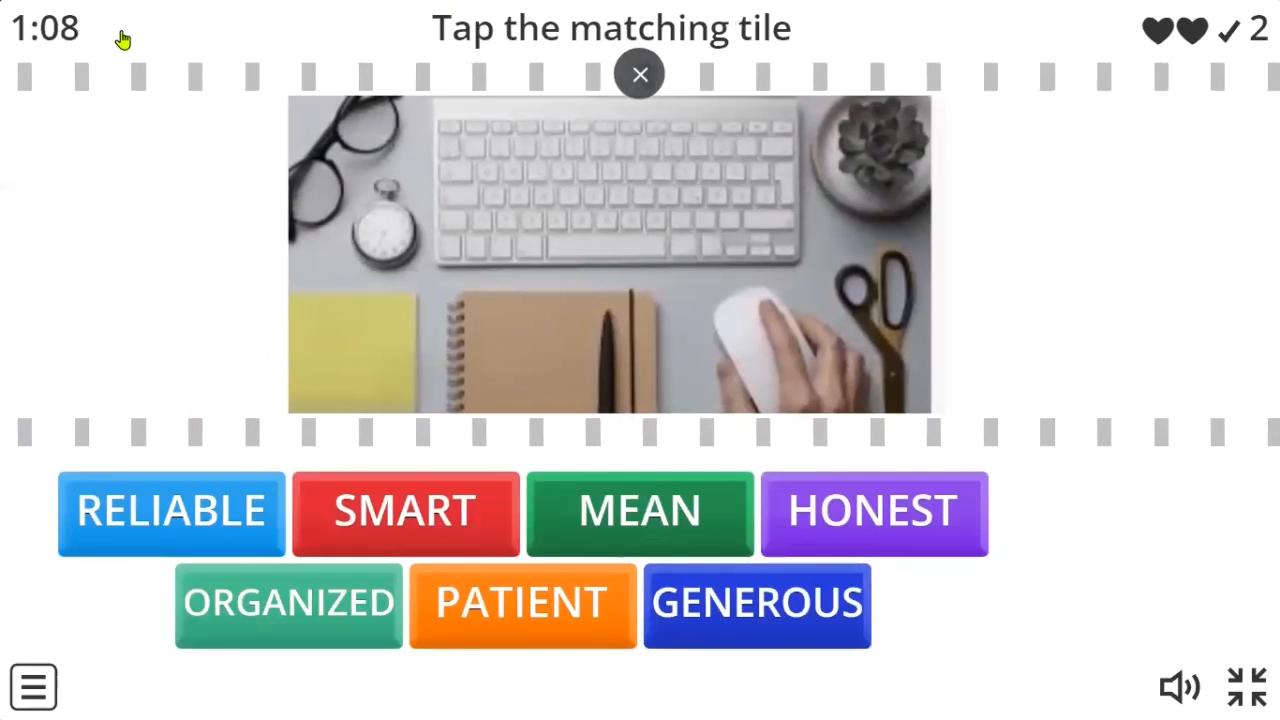 1:08
Tap the matching tile
2
RELIABLE
SMART
MEAN
HONEST
ORGANIZED
PATIENT
GENEROUS